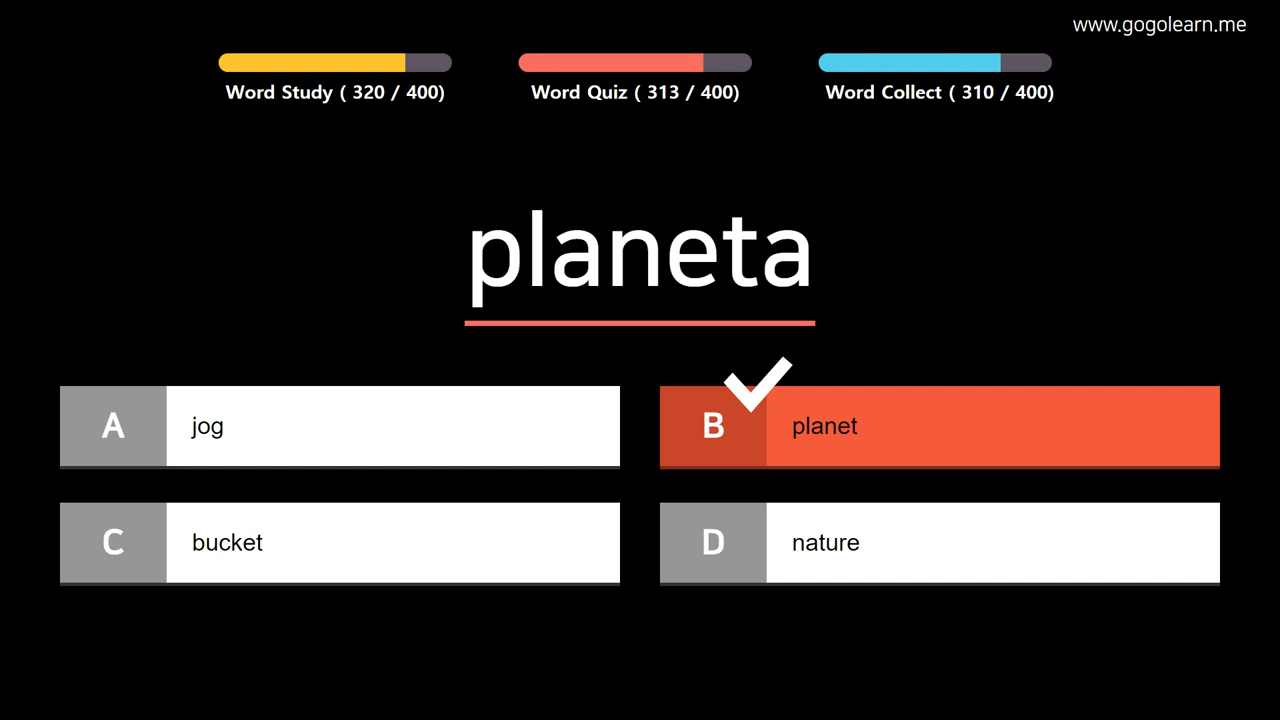 www.gogolearn.me
Word Study ( 320 / 400)
Word Quiz ( 313 / 400)
Word Collect ( 310 / 400)
planeta
A jog
B planet
C bucket
D nature